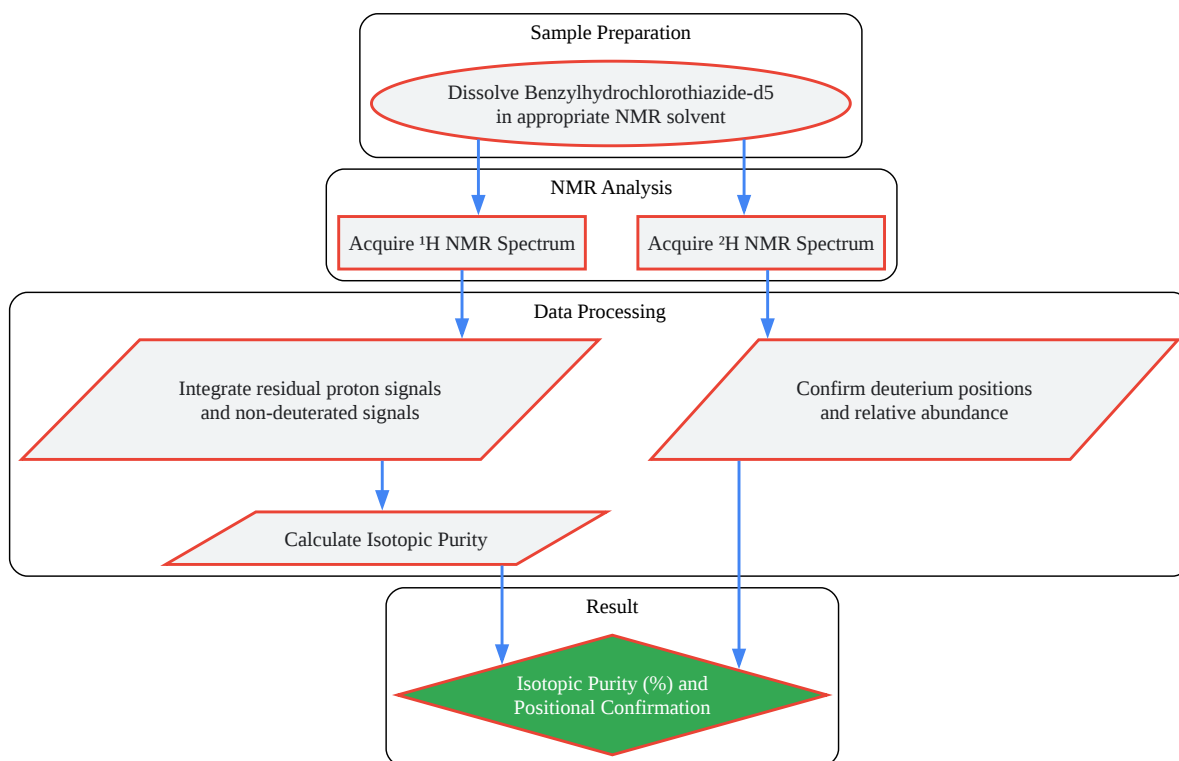 Sample Preparation
Dissolve Benzylhydrochlorothiazide-d5
in appropriate NMR solvent
NMR Analysis
Acquire ¹H NMR Spectrum
Acquire ²H NMR Spectrum
Data Processing
Integrate residual proton signals
and non-deuterated signals
Confirm deuterium positions
and relative abundance
Calculate Isotopic Purity
Result
Isotopic Purity (%) and
Positional Confirmation